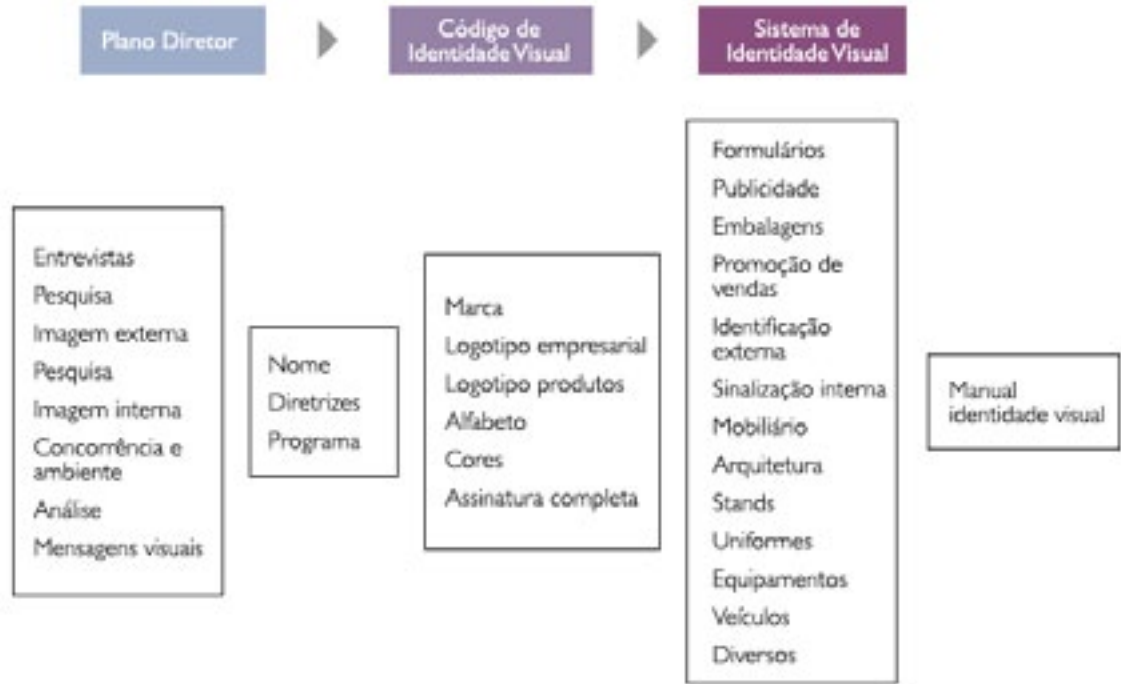 Plano Diretor
Código de
Identidade Visual
Sistema de
Identidade Visual
Entrevistas
Pesquisa
Imagem externa
Pesquisa
Imagem interna
Concorrência e
ambiente
Análise
Mensagens visuais
Nome
Diretrizes
Programa
Marca
Logotipo empresarial
Logotipo produtos
Alfabeto
Cores
Assinatura completa
Formulários
Publicidade
Embalagens
Promoção de
vendas
Identificação
externa
Sinalização interna
Mobiliário
Arquitetura
Stands
Uniformes
Equipamentos
Veículos
Diversos
Manual
identidade visual